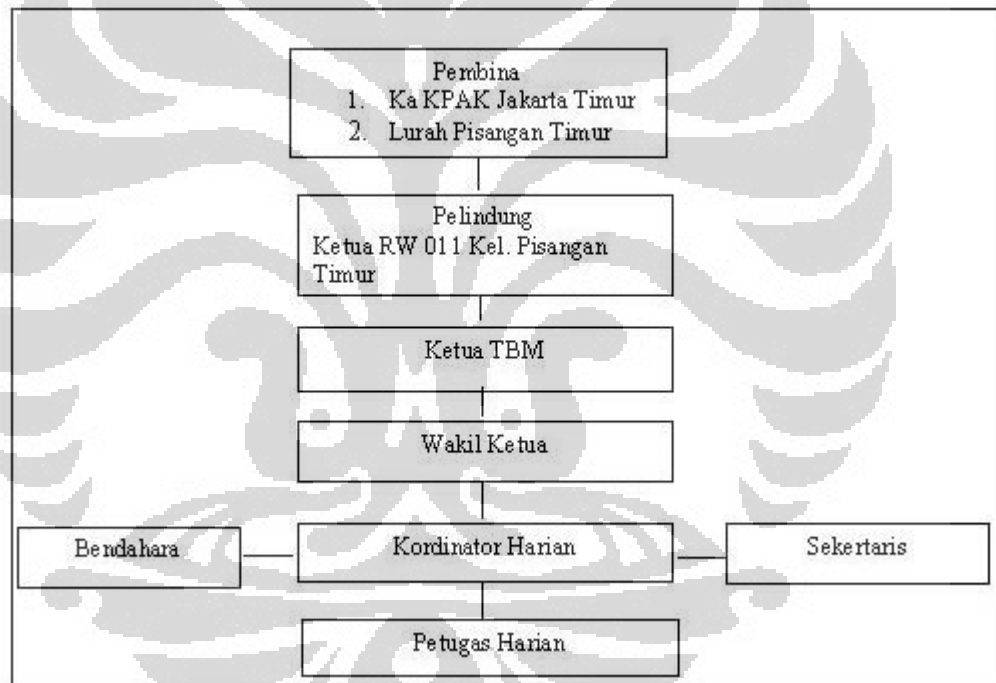 Pembina
1. Ka KPAK Jakarta Timur
2. Lurah Pisangan Timur
Pelindung
Ketua RW 011 Kel. Pisangan
Timur
Ketua TBM
Wakil Ketua
Bendahara
Kordinator Harian
Sekertaris
Petugas Harian